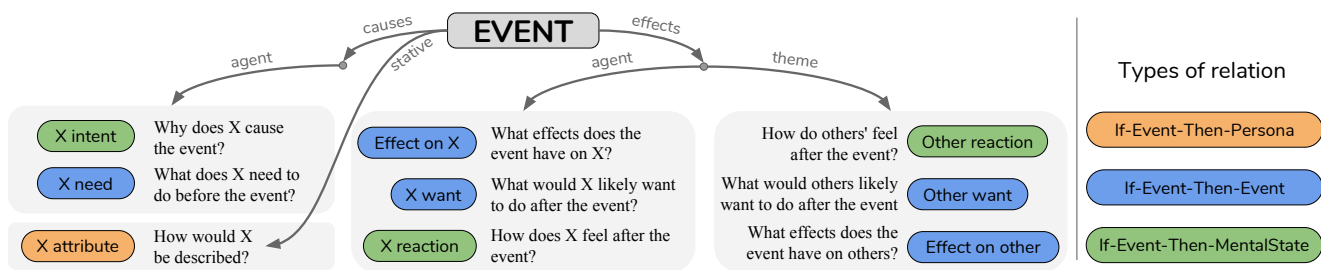 EVENT
causes
effects
stative
agent
agent
theme
X intent
Why does X cause
the event?
X need
What does X need to
do before the event?
X attribute
How would X
be described?
Effect on X
What effects does the
event have on X?
X want
What would X likely want
to do after the event?
X reaction
How does X feel after the
event?
How do others' feel
after the event?
Other reaction
What would others likely
want to do after the event
Other want
What effects does the
event have on others?
Effect on other
Types of relation
If-Event-Then-Persona
If-Event-Then-Event
If-Event-Then-MentalState